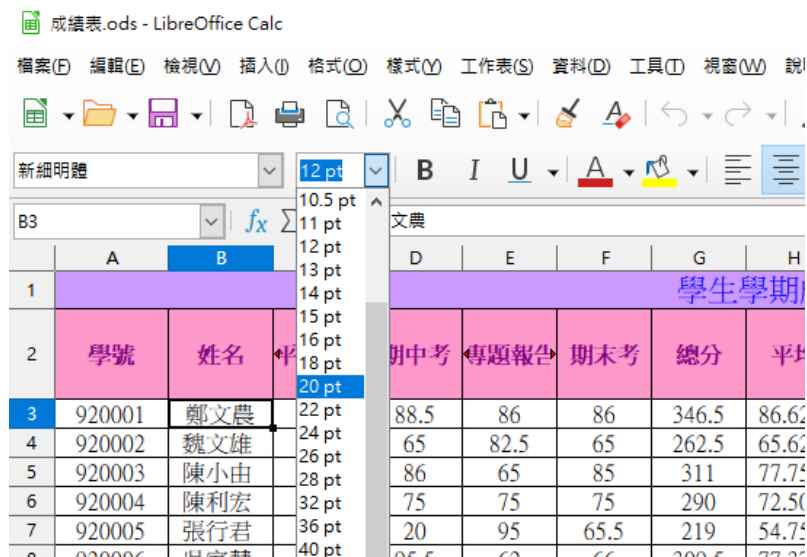 成績表.ods - LibreOffice Calc
檔案(F) 編輯(E) 檢視(V) 插入(I) 格式(O) 樣式(Y) 工作表(S) 資料(D) 工具(T) 視窗(W)
新細明體 12 pt B I U A
10.5 pt
B3 fx Σ 文農
11 pt
12 pt
A B D E F G H
13 pt
1 學生學期
14 pt
15 pt
16 pt
2 學號 姓名 平 期中考 專題報告 期末考 總分 平均
18 pt
20 pt
3 920001 鄭文農 88.5 86 86 346.5 86.62
22 pt
24 pt
4 920002 魏文雄 65 82.5 65 262.5 65.62
26 pt
5 920003 陳小由 86 65 85 311 77.75
28 pt
6 920004 陳利宏 75 75 75 290 72.50
32 pt
7 920005 張行君 20 95 65.5 219 54.75
36 pt
40 pt